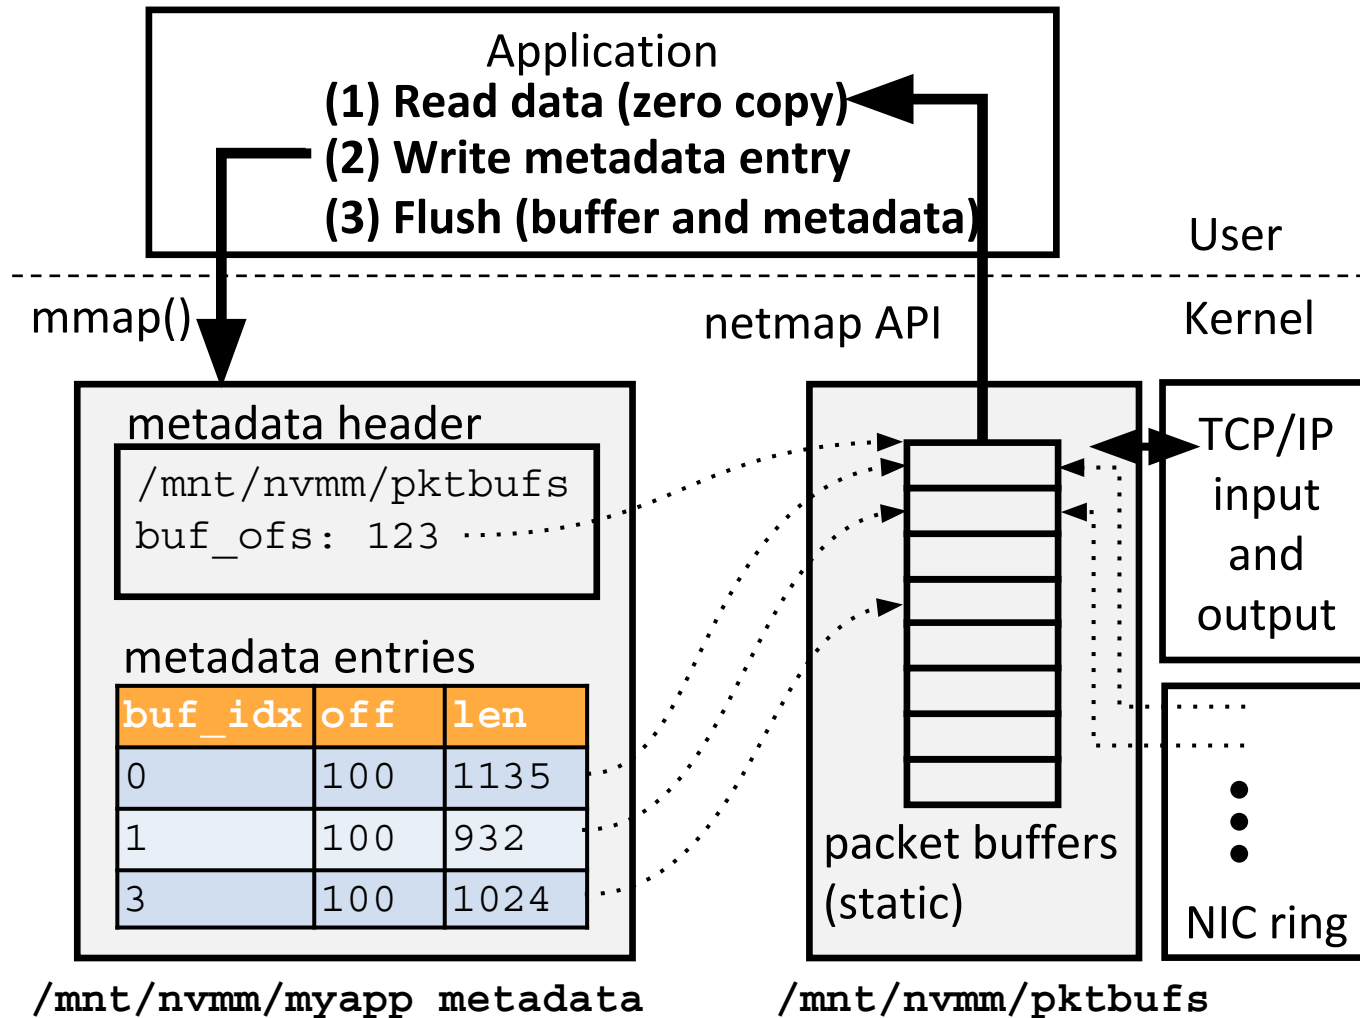 Application
(1) Read data (zero copy)
(2) Write metadata entry
(3) Flush (buffer and metadata)
User
mmap()
netmap API
Kernel
metadata header
/mnt/nvmm/pktbufs
buf_ofs: 123
metadata entries
buf_idx off len
0 100 1135
1 100 932
3 100 1024
packet buffers
(static)
TCP/IP
input
and
output
NIC ring
/mnt/nvmm/myapp metadata
/mnt/nvmm/pktbufs